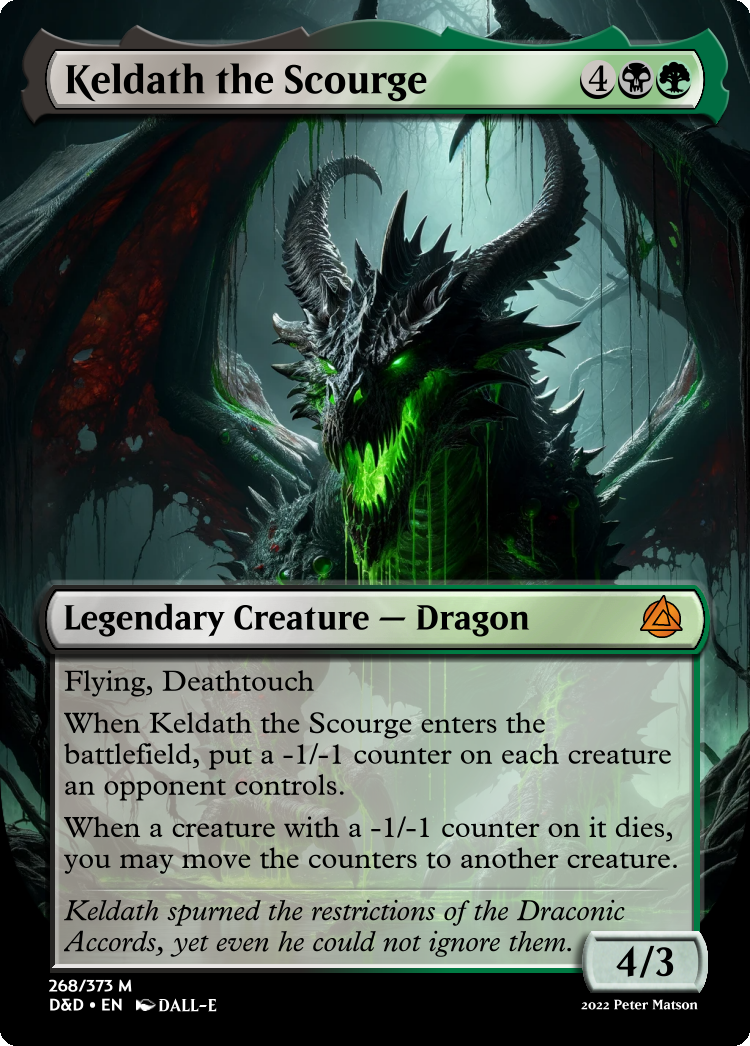 Keldath the Scourge 4
Legendary Creature — Dragon
Flying, Deathtouch
When Keldath the Scourge enters the
battlefield, put a -1/-1 counter on each creature
an opponent controls.
When a creature with a -1/-1 counter on it dies,
you may move the counters to another creature.
Keldath spurned the restrictions of the Draconic
Accords, yet even he could not ignore them.
4/3
268/373 M
D&D • EN DALL-E
2022 Peter Matson